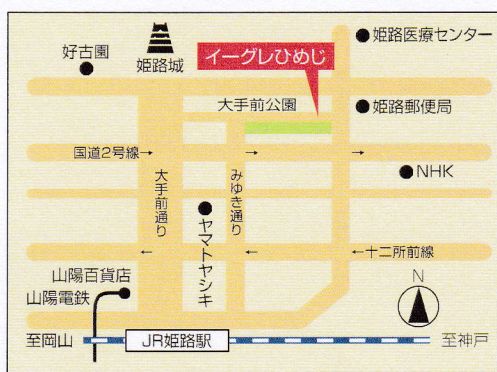 姫路医療センター
好古園
姫路城
イーグレひめじ
大手前公園
姫路郵便局
国道2号線→
→
→
大手前通り
みゆき通り
NHK
ヤマトヤシキ
←
←
←十二所前線
山陽百貨店
山陽電鉄
N
至岡山
JR姫路駅
至神戸